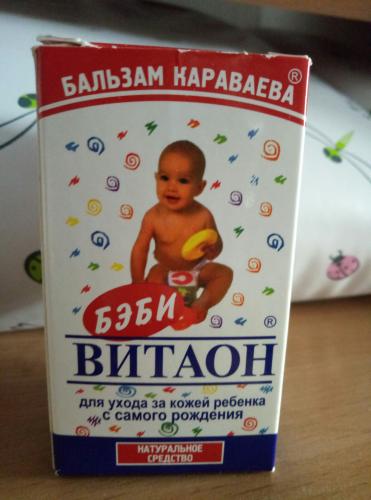 БАЛЬЗАМ КАРАВАЕВА®
БЭБИ
ВИТАОН®
для ухода за кожей ребенка
с самого рождения
НАТУРАЛЬНОЕ
СРЕДСТВО